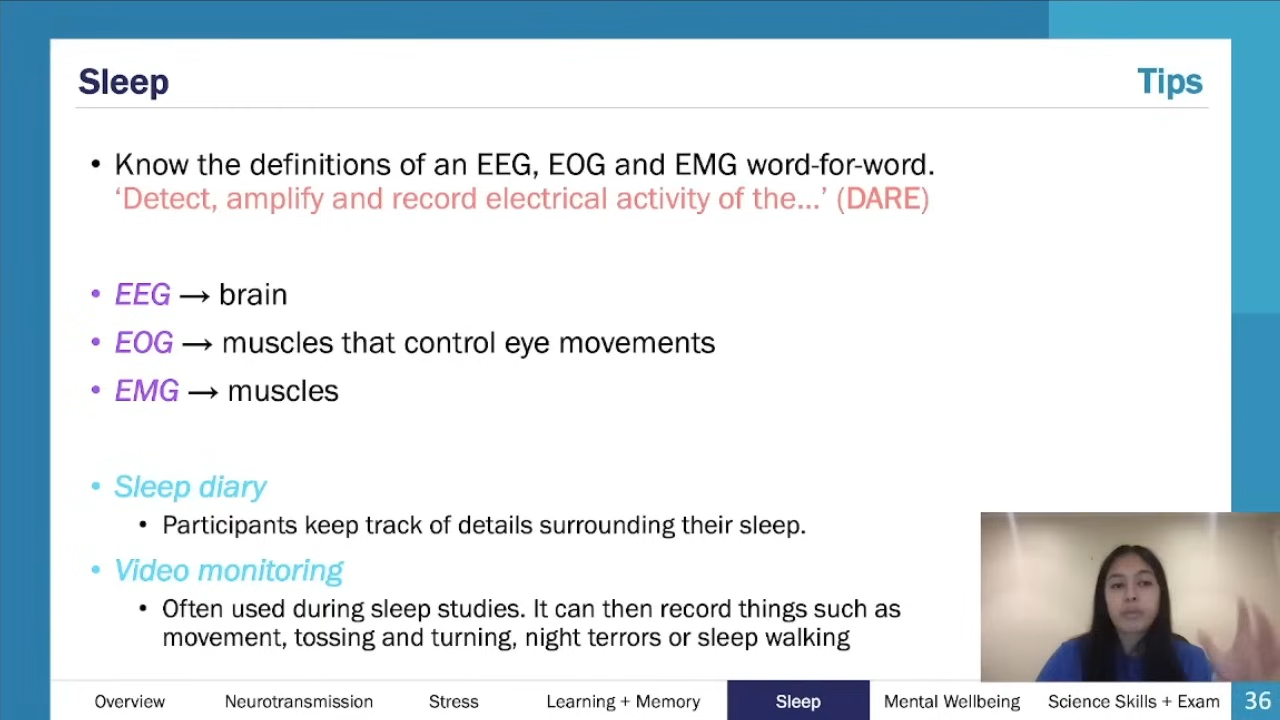 Sleep
Tips
• Know the definitions of an EEG, EOG and EMG word-for-word.
‘Detect, amplify and record electrical activity of the...’ (DARE)
• EEG → brain
• EOG → muscles that control eye movements
• EMG → muscles
• Sleep diary
• Participants keep track of details surrounding their sleep.
• Video monitoring
• Often used during sleep studies. It can then record things such as
movement, tossing and turning, night terrors or sleep walking
Overview
Neurotransmission
Stress
Learning + Memory
Sleep
Mental Wellbeing
Science Skills + Exam
36